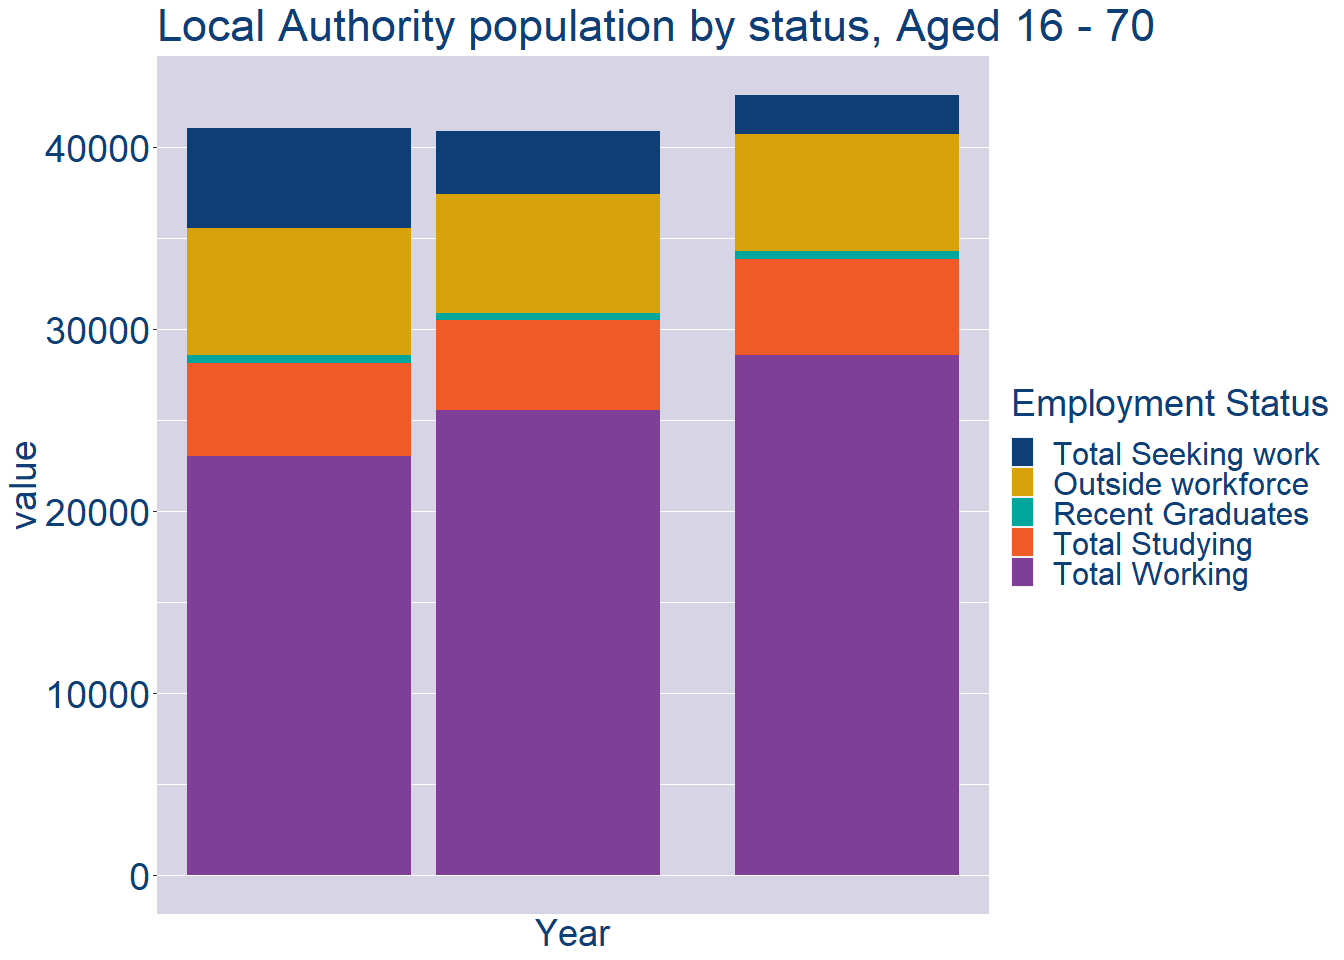 Local Authority population by status, Aged 16 - 70
40000
30000
20000
10000
0
value
Year
Employment Status
Total Seeking work
Outside workforce
Recent Graduates
Total Studying
Total Working